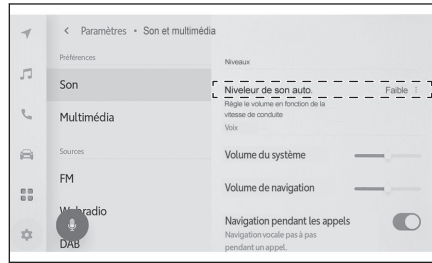 < Paramètres • Son et multimédia
Préférences
Son
Multimédia
Sources
FM
Webradio
DAB
Niveaux
Niveleur de son auto.
Faible
Règle le volume en fonction de la
vitesse de conduite
Voix
Volume du système
Volume de navigation
Navigation pendant les appels
Navigation vocale pas à pas
pendant un appel.